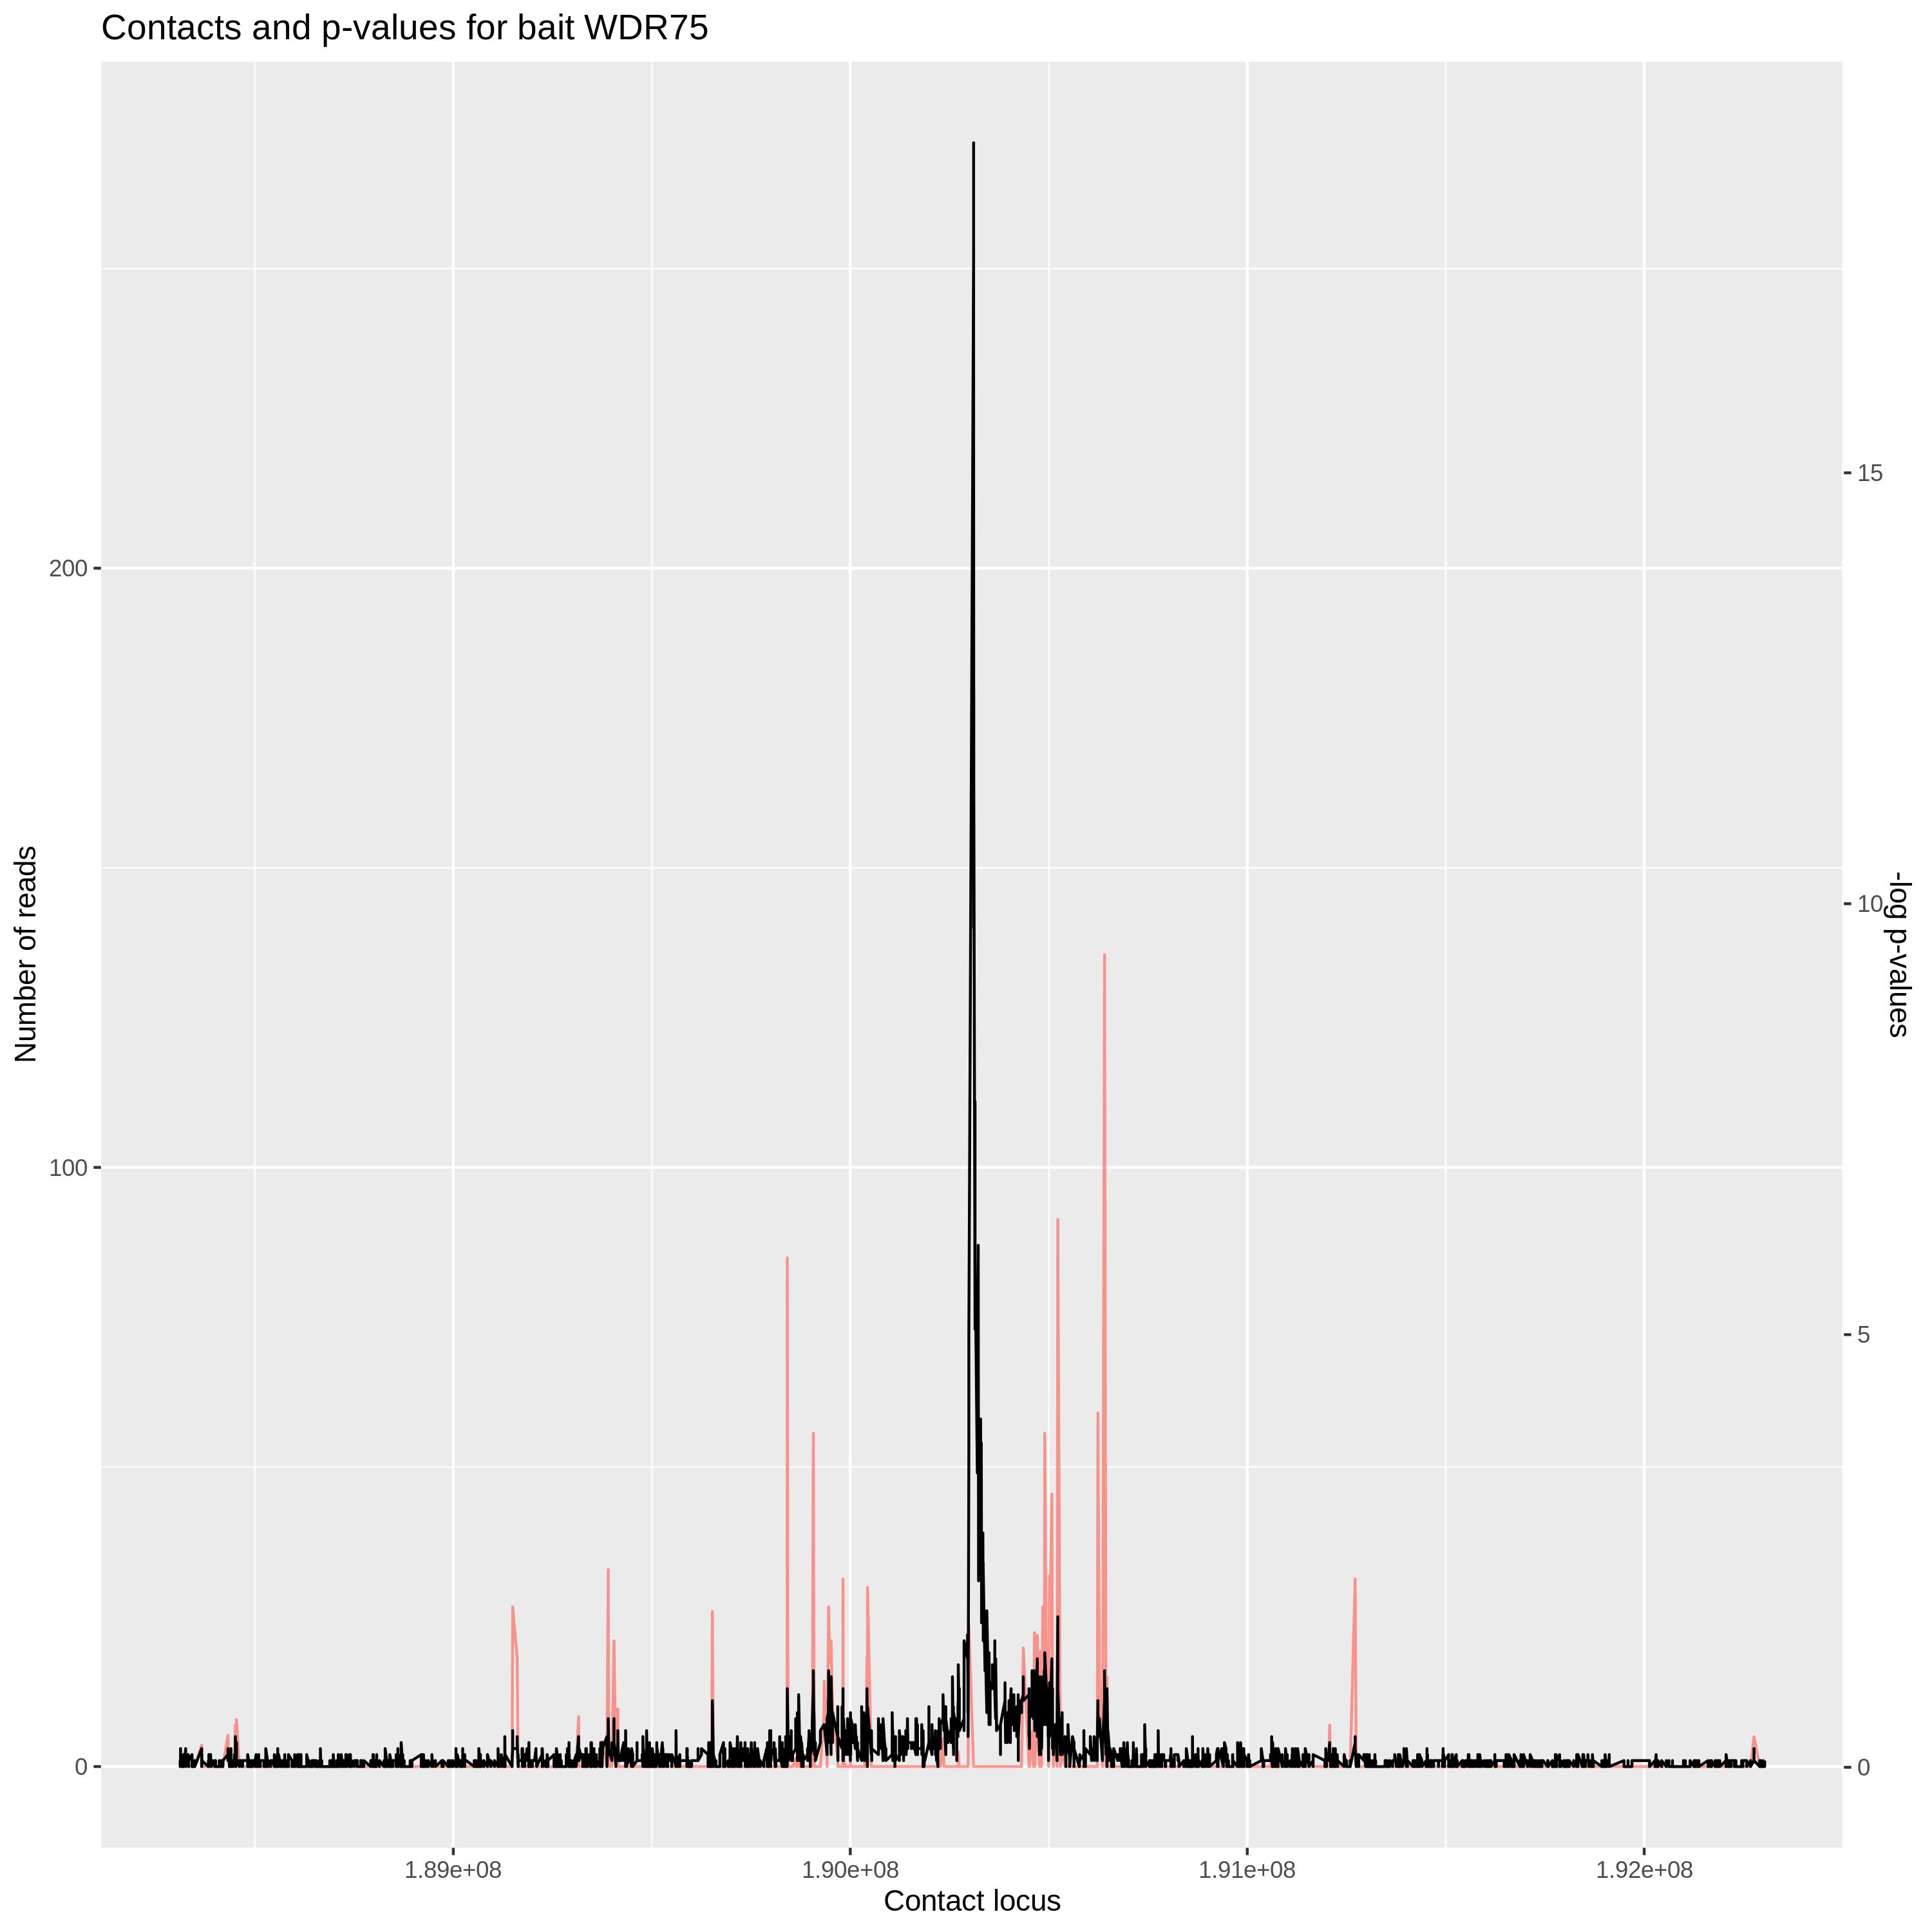 Contacts and p-values for bait WDR75
Number of reads
200
100
0
15
10
5
0
-log p-values
1.89e+08
1.90e+08
1.91e+08
1.92e+08
Contact locus